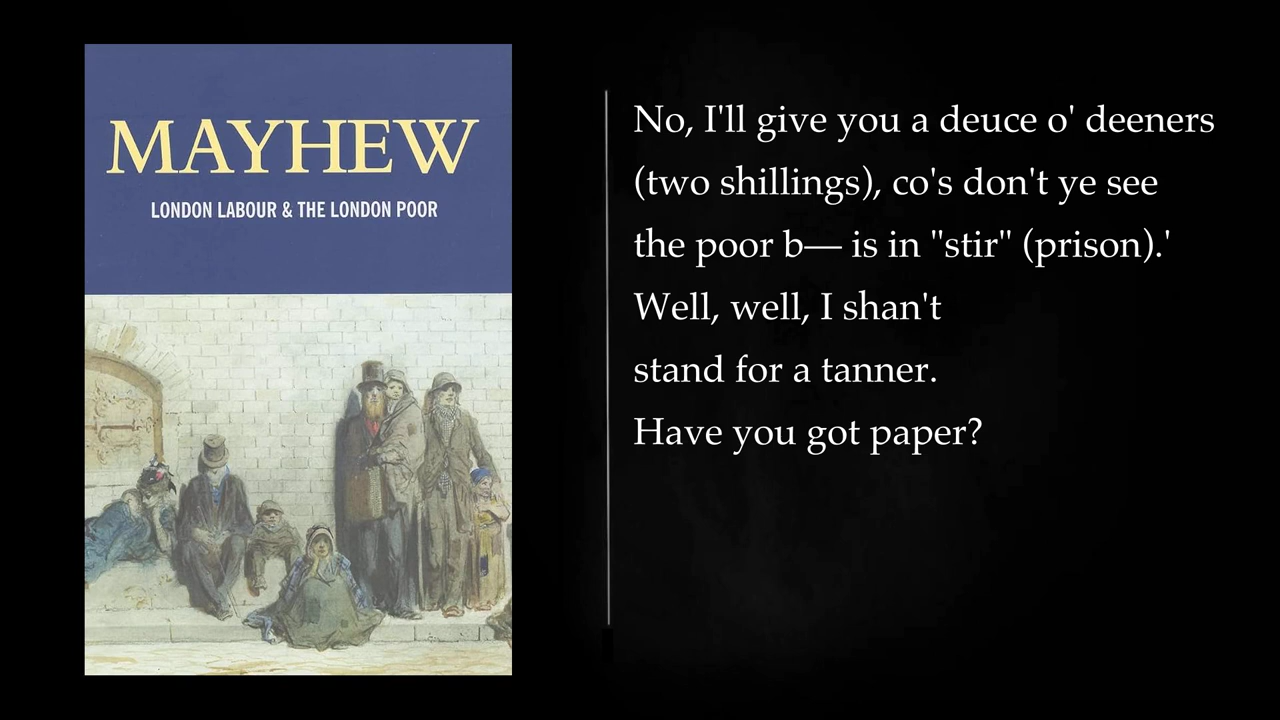 MAYHEW
LONDON LABOUR & THE LONDON POOR
No, I'll give you a deuce o' deeners
(two shillings), co's don't ye see
the poor b— is in "stir" (prison).'
Well, well, I shan't
stand for a tanner.
Have you got paper?